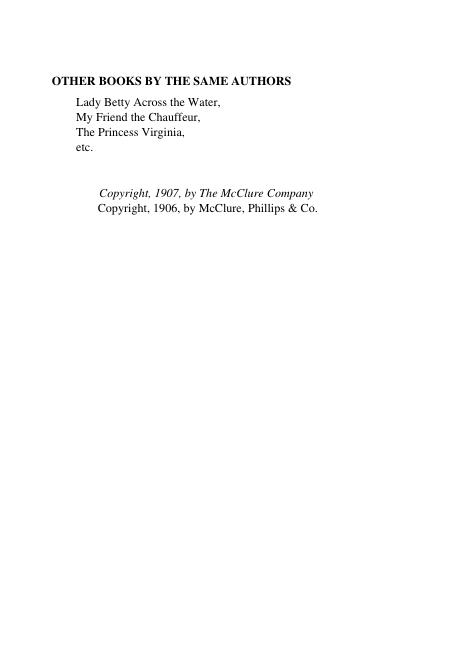 OTHER BOOKS BY THE SAME AUTHORS
Lady Betty Across the Water,
My Friend the Chauffeur,
The Princess Virginia,
etc.
Copyright, 1907, by The McClure Company
Copyright, 1906, by McClure, Phillips & Co.